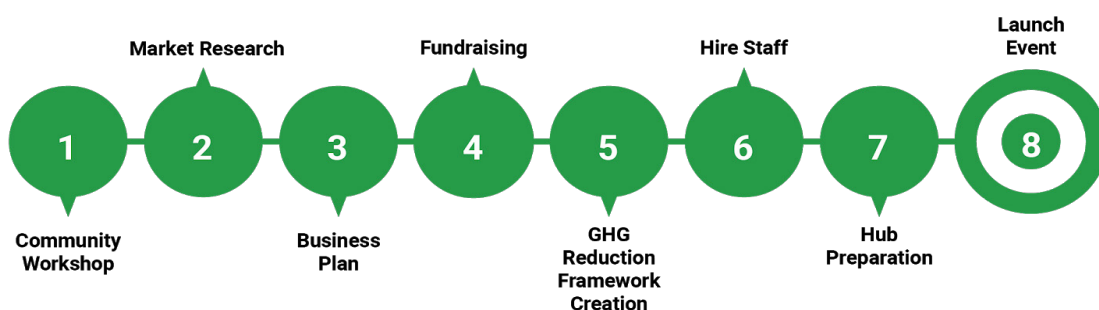 1
Community
Workshop
2
Market Research
3
Business
Plan
4
Fundraising
5
GHG
Reduction
Framework
Creation
6
Hire Staff
7
Hub
Preparation
8
Launch
Event